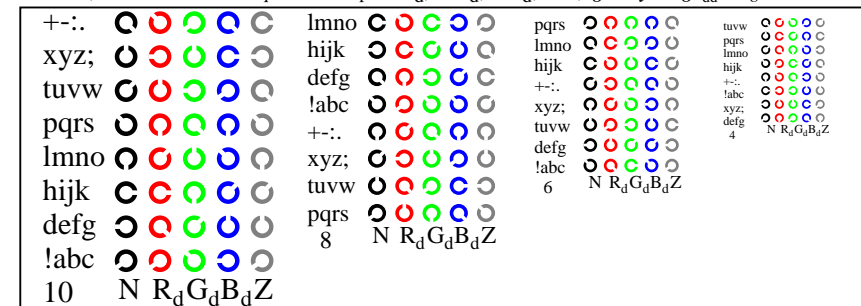 +-:.
xyz;
tuvw
pqrs
lmno
hijk
defg
!abc
10 N RdGdBdZ
lmno
hijk
defg
!abc
+-:.
xyz;
tuvw
pqrs
8 N RdGdBdZ
pqrs
lmno
hijk
+-:.
xyz;
tuvw
defg
!abc
6 N RdGdBdZ
tuvw
pqrs
lmno
hijk
+-:.
!abc
xyz;
defg
4 N RdGdBdZ